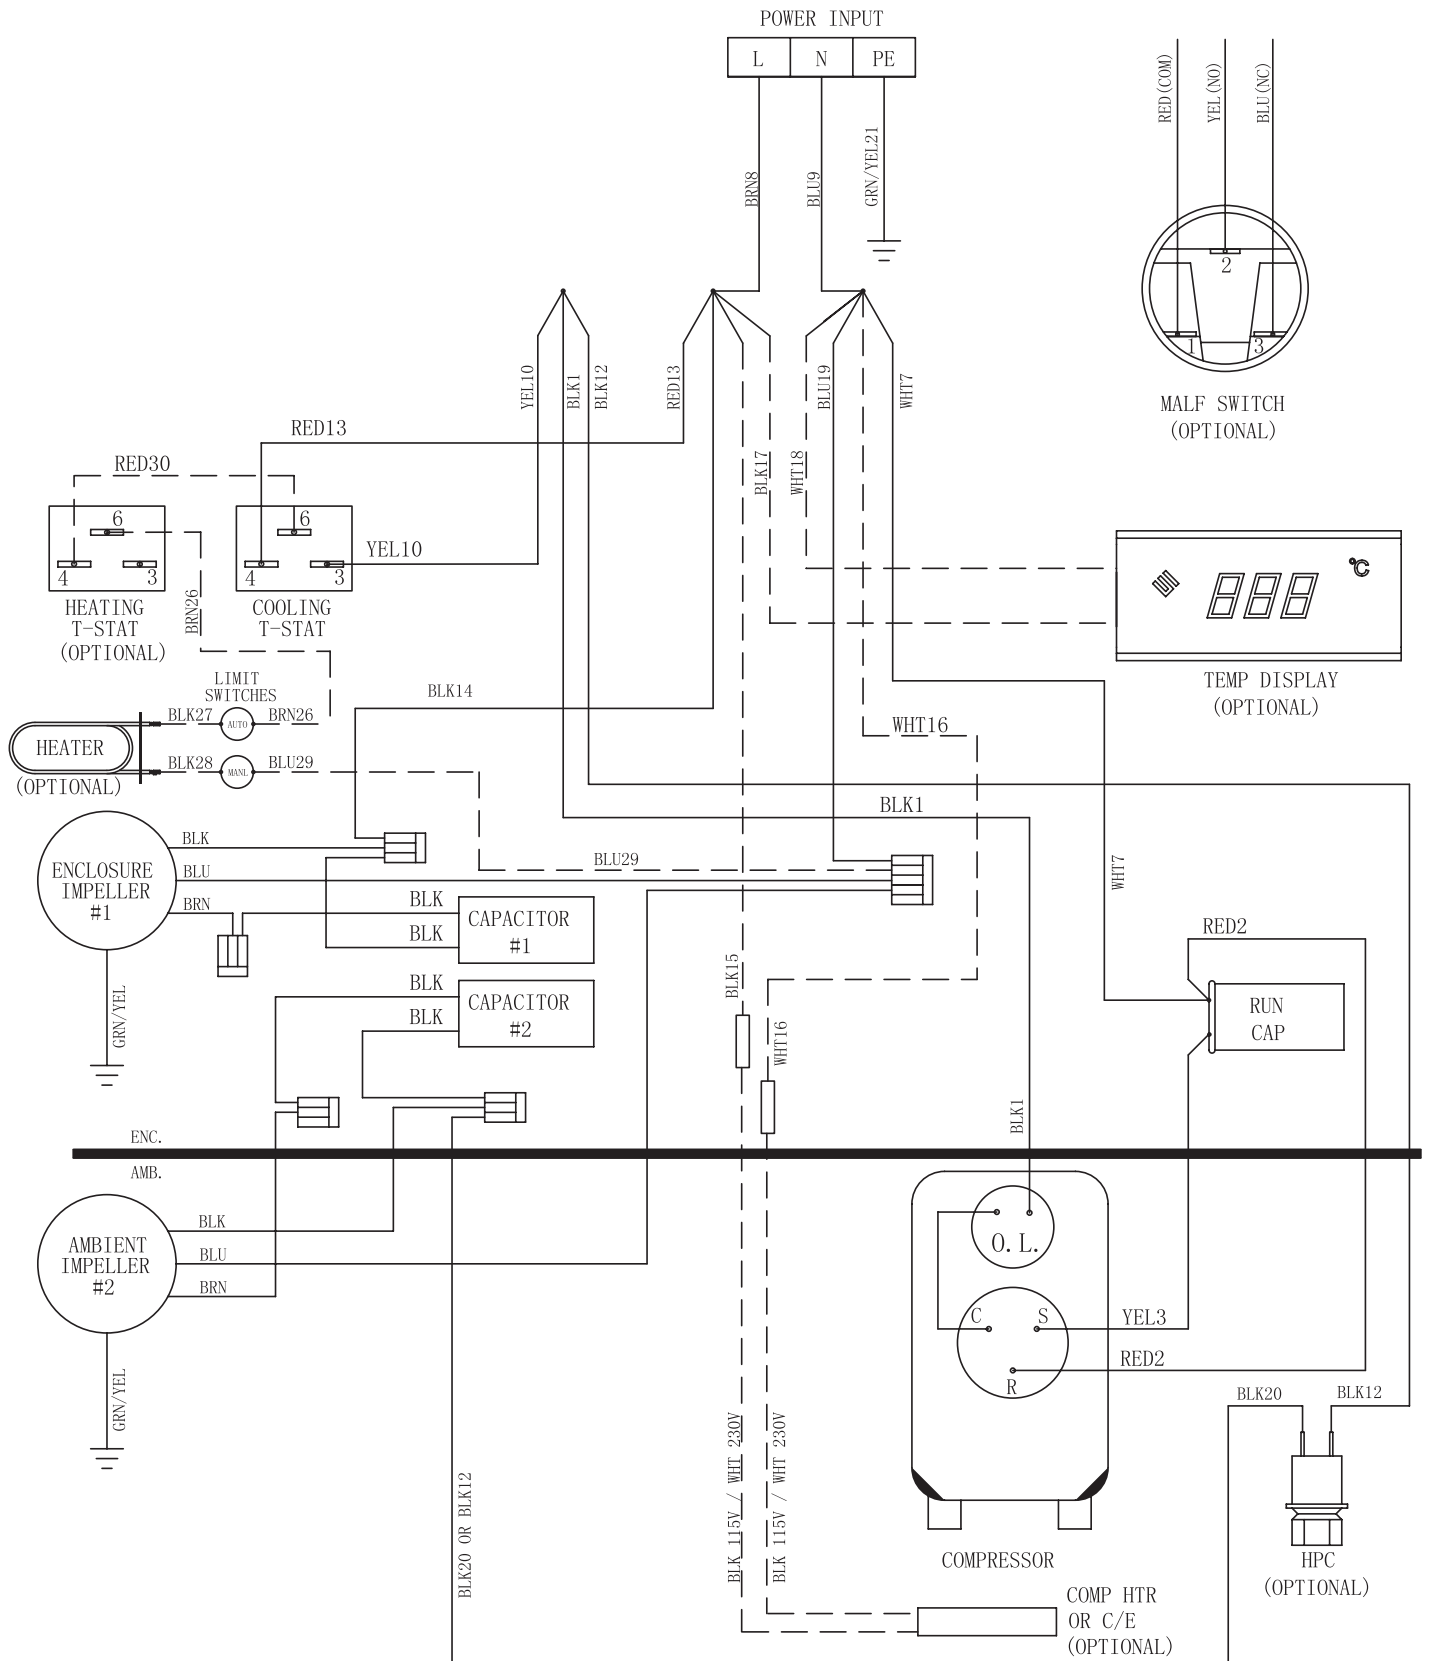 POWER INPUT
L N PE
BRN8
BLU9
GRN/YEL21
RED(COM)
YEL(NO)
BLU(NC)
2
1 3
MALF SWITCH
(OPTIONAL)
YEL10
BLK1
BLK12
RED13
BLK17
WHT18
BLU19
WHT7
RED13
RED30
6
4 3
HEATING
T-STAT
(OPTIONAL)
6
4 3
COOLING
T-STAT
YEL10
BRN26
°C
TEMP DISPLAY
(OPTIONAL)
LIMIT
SWITCHES
BLK27 AUTO BRN26
BLK28 MANL BLU29
HEATER
(OPTIONAL)
BLK14
WHT16
BLK1
BLU29
WHT7
ENCLOSURE
IMPELLER
#1
BLK
BLU
BRN
GRN/YEL
BLK
BLK
CAPACITOR
#1
BLK
BLK
CAPACITOR
#2
BLK15
WHT16
BLK1
RED2
RUN
CAP
ENC.
AMB.
AMBIENT
IMPELLER
#2
BLK
BLU
BRN
GRN/YEL
BLK20 OR BLK12
BLK 115V / WHT 230V
BLK 115V / WHT 230V
O.L.
C S
R
YEL3
RED2
COMPRESSOR
BLK20 BLK12
HPC
(OPTIONAL)
COMP HTR
OR C/E
(OPTIONAL)